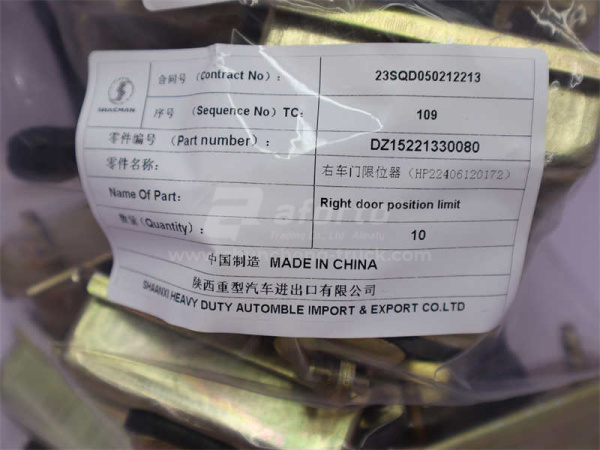 SHACMAN
合同号 (Contract No): 23SQD050212213
序号 (Sequence No) TC: 109
零件编号 (Part number): DZ15221330080
零件名称: 右车门限位器 (HP22406120172)
Name Of Part: Right door position limit
数量(Quantity): 10
中国制造 MADE IN CHINA
陕西重型汽车进出口有限公司
SHAANXI HEAVY DUTY AUTOMBLE IMPORT & EXPORT CO.LTD